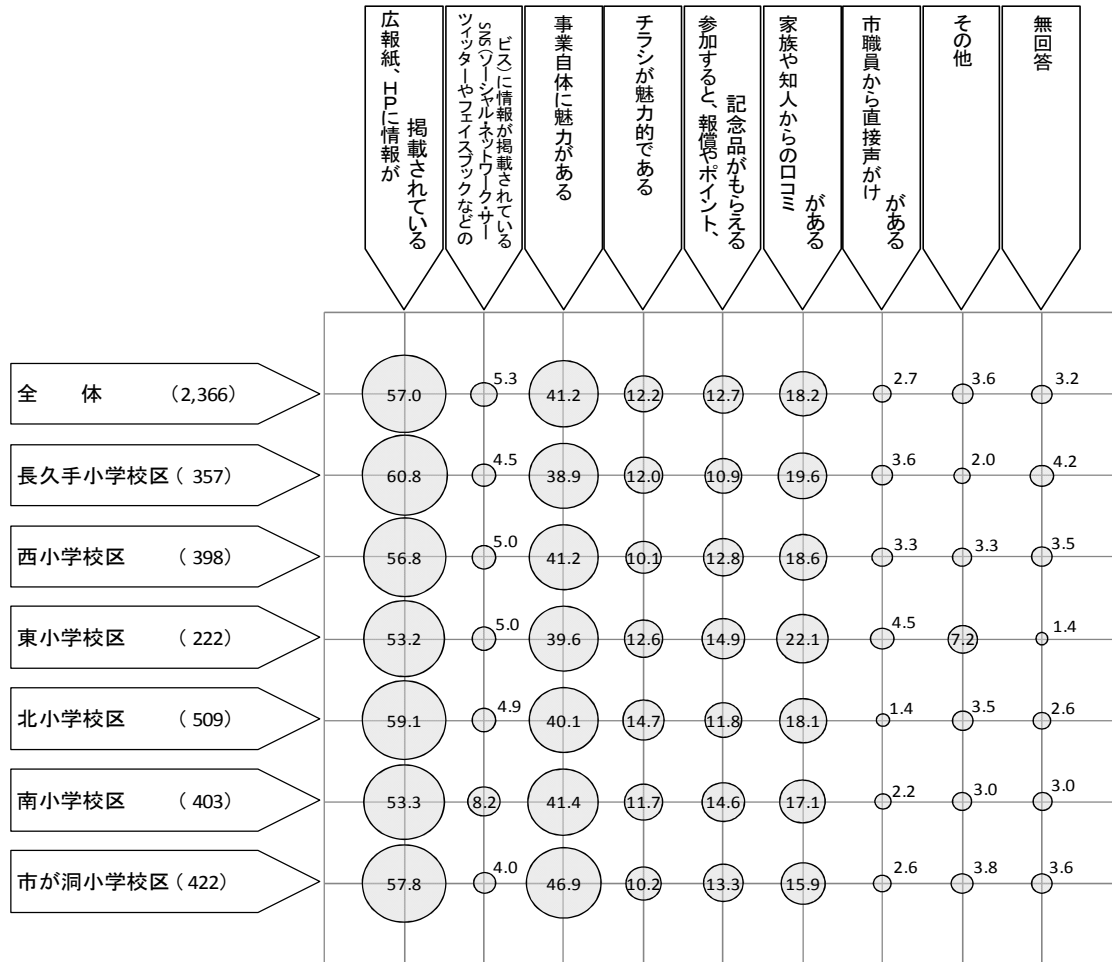 広報紙、HPに情報が
掲載されている
ツィッターやフェイスブックなどの
SNS(ソーシャル・ネットワーク・サー
ビス)に情報が掲載されている
事業自体に魅力がある
チラシが魅力的である
参加すると、報償やポイント、
記念品がもらえる
家族や知人からの口コミ
がある
市職員から直接声がけ
がある
その他
無回答
全 体 (2,366) 57.0 5.3 41.2 12.2 12.7 18.2 2.7 3.6 3.2
長久手小学校区 ( 357) 60.8 4.5 38.9 12.0 10.9 19.6 3.6 2.0 4.2
西小学校区 ( 398) 56.8 5.0 41.2 10.1 12.8 18.6 3.3 3.3 3.5
東小学校区 ( 222) 53.2 5.0 39.6 12.6 14.9 22.1 4.5 7.2 1.4
北小学校区 ( 509) 59.1 4.9 40.1 14.7 11.8 18.1 1.4 3.5 2.6
南小学校区 ( 403) 53.3 8.2 41.4 11.7 14.6 17.1 2.2 3.0 3.0
市が洞小学校区 ( 422) 57.8 4.0 46.9 10.2 13.3 15.9 2.6 3.8 3.6